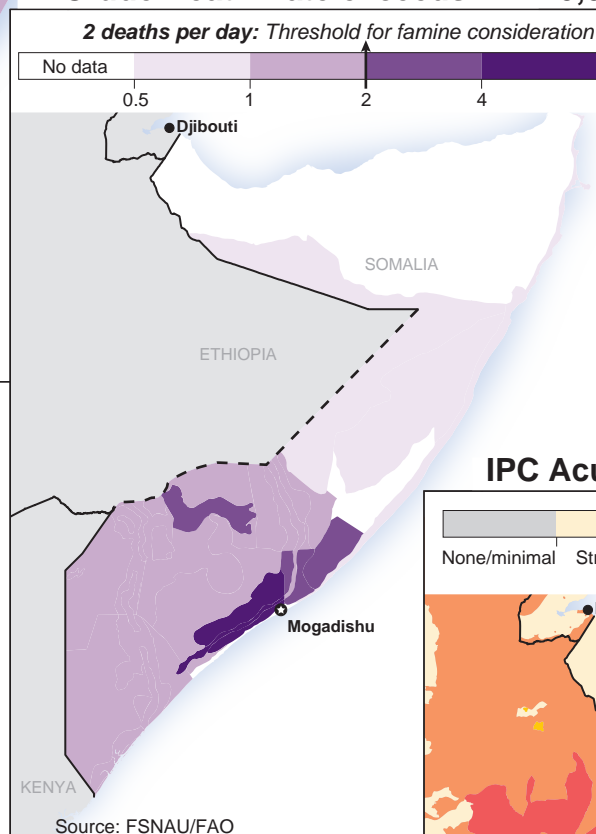 2 deaths per day: Threshold for famine consideration
No data
0.5 1 2 4
Djibouti
SOMALIA
ETHIOPIA
IPC Acu
None/minimal Str
Mogadishu
KENYA
Source: FSNAU/FAO